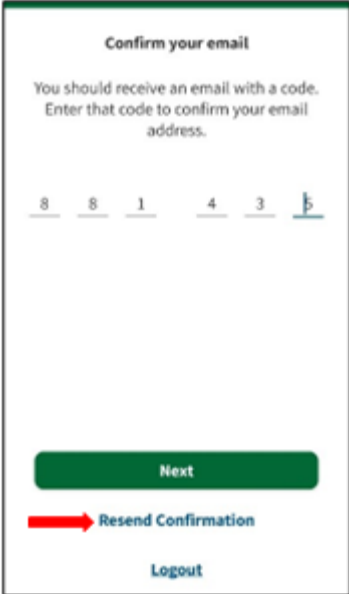 Confirm your email
You should receive an email with a code.
Enter that code to confirm your email
address.
8 8 1 4 3 5
Next
Resend Confirmation
Logout